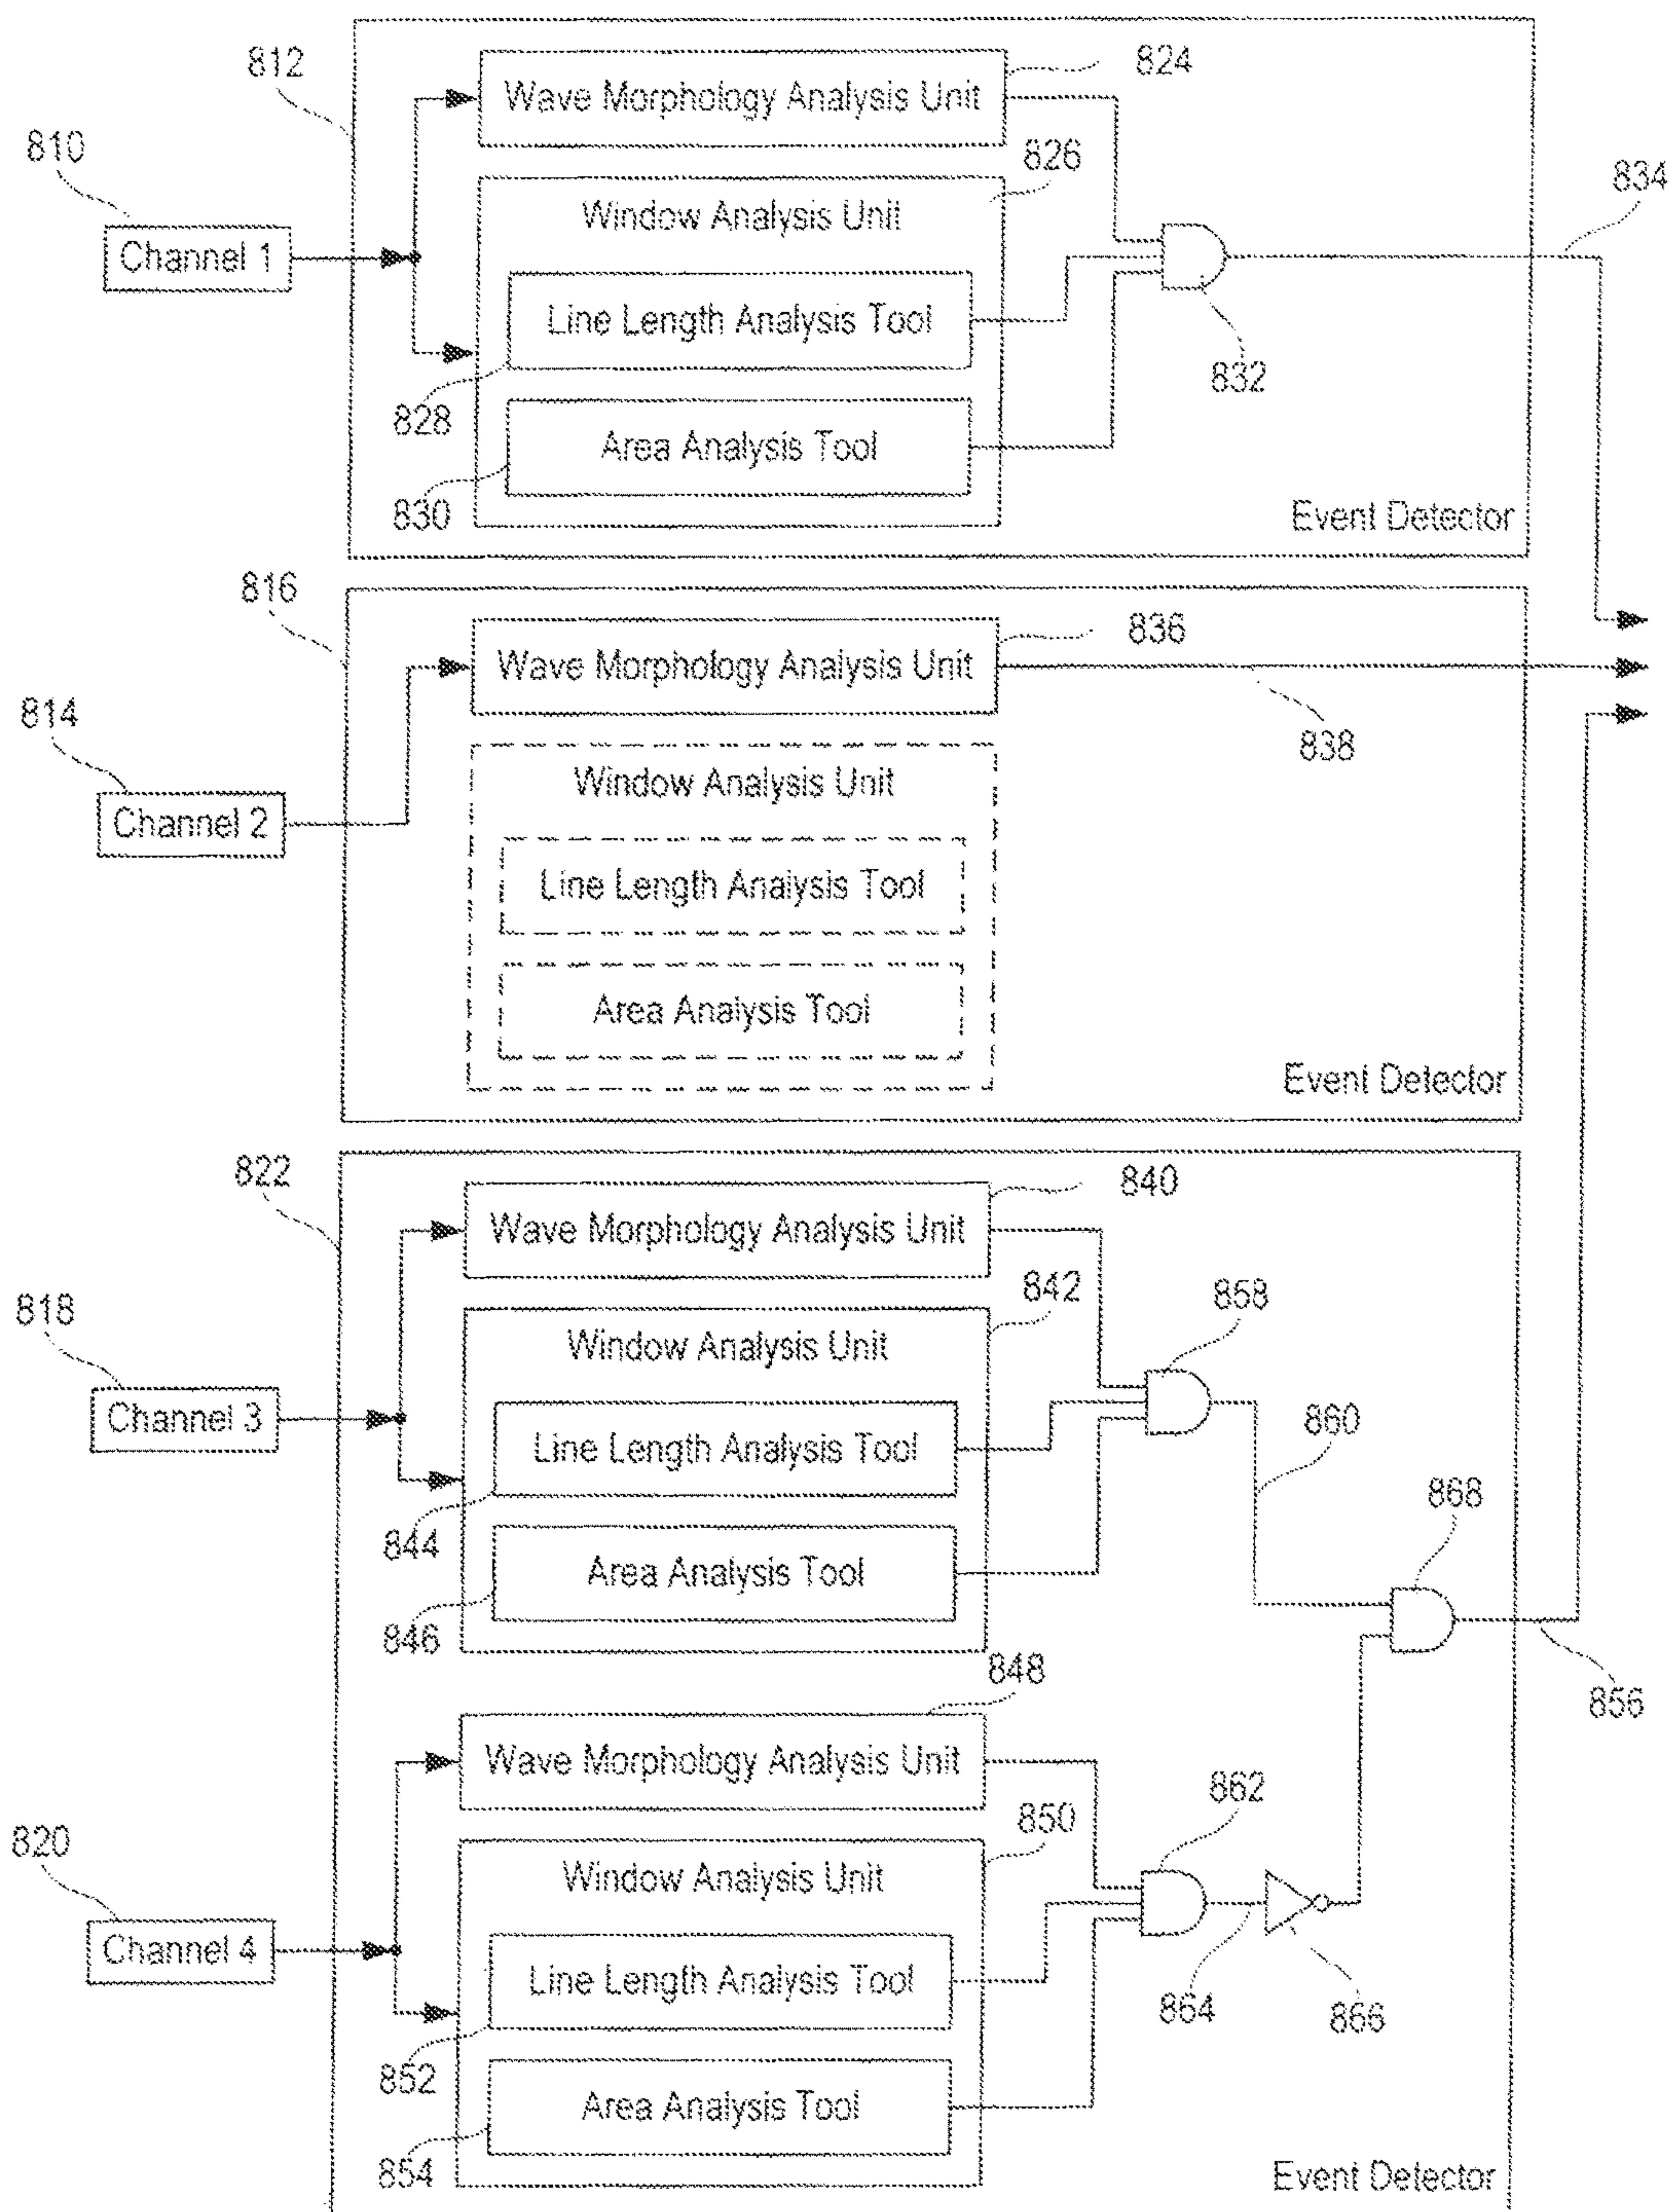 812
824
Wave Morphology Analysis Unit
810
826
834
Window Analysis Unit
Channel 1
Line Length Analysis Tool
832
828
Area Analysis Tool
830
Event Detector
816
836
Wave Morphology Analysis Unit
814
838
Window Analysis Unit
Channel 2
Line Length Analysis Tool
Area Analysis Tool
Event Detector
822
840
Wave Morphology Analysis Unit
842
858
818
Window Analysis Unit
Channel 3
860
Line Length Analysis Tool
868
844
Area Analysis Tool
846
848
856
Wave Morphology Analysis Unit
862
850
820
Window Analysis Unit
Channel 4
Line Length Analysis Tool
864
866
852
Area Analysis Tool
854
Event Detector